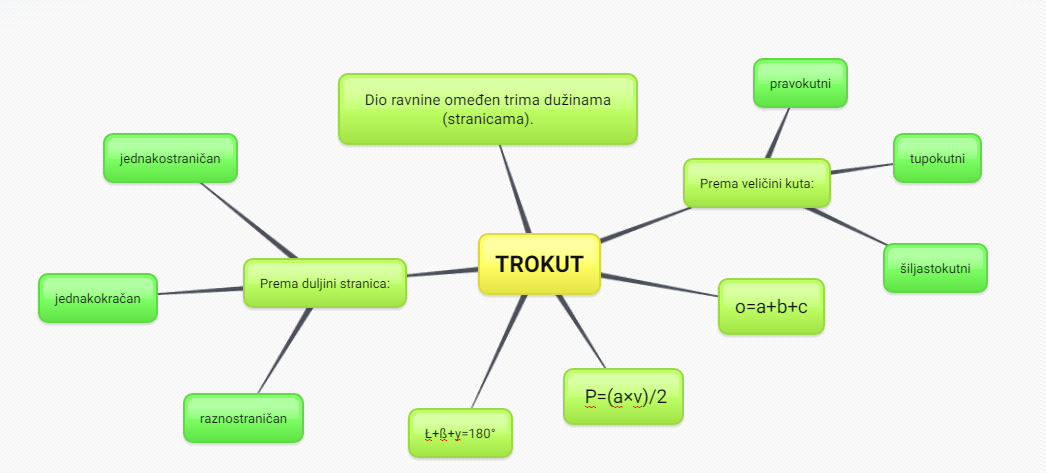 pravokutni
Dio ravnine omeđen trima dužinama
(stranicama).
jednakostraničan
tupokutni
Prema veličini kuta:
TROKUT
šiljastokutni
Prema duljini stranica:
jednakokračan
o=a+b+c
P=(a×v)/2
raznostraničan
Ł+ß+y=180°